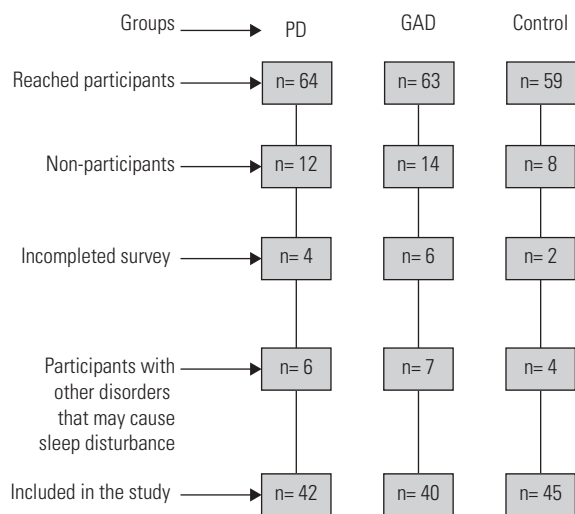 Groups PD GAD Control
Reached participants n= 64 n= 63 n= 59
Non-participants n= 12 n= 14 n= 8
Incompleted survey n= 4 n= 6 n= 2
Participants with n= 6 n= 7 n= 4
other disorders
that may cause
sleep disturbance
Included in the study n= 42 n= 40 n= 45